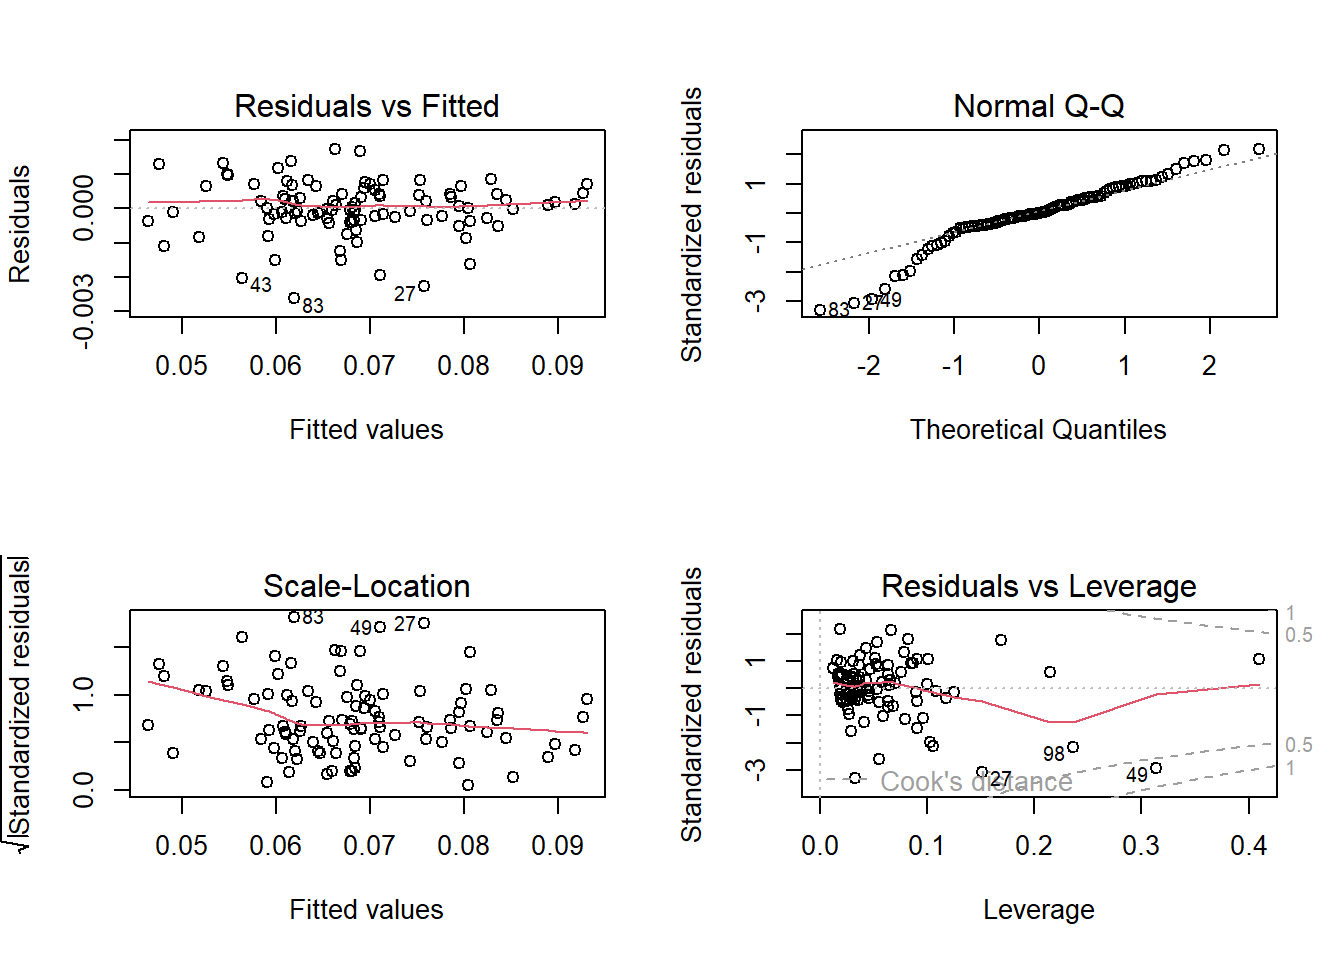 Residuals vs Fitted
Residuals
0.000
-0.003
43
83
27
0.05 0.06 0.07 0.08 0.09
Fitted values
Normal Q-Q
Standardized residuals
1
-1
-3
83
27
49
-2 -1 0 1 2
Theoretical Quantiles
Scale-Location
√|Standardized residuals|
1.0
0.0
83
49
27
0.05 0.06 0.07 0.08 0.09
Fitted values
Residuals vs Leverage
Standardized residuals
1
-1
-3
1
0.5
0.5
1
98
27
49
Cook's distance
0.0 0.1 0.2 0.3 0.4
Leverage